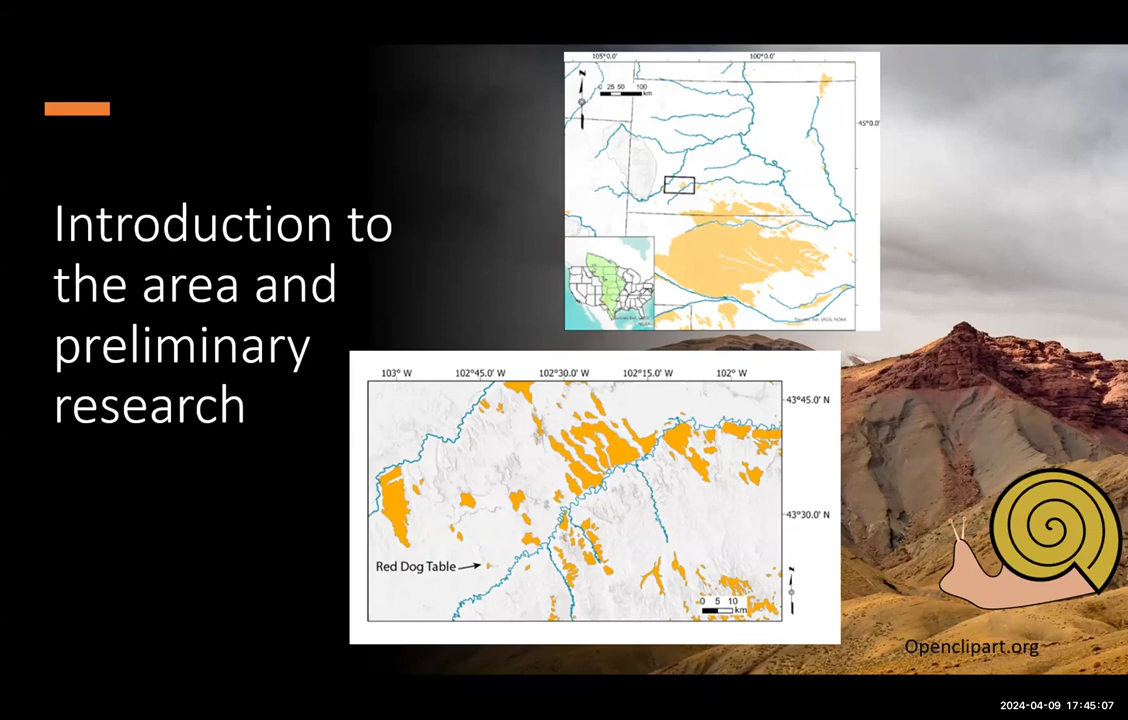 Introduction to
the area and
preliminary
research
105°0.0'
100°0.0'
N
0 25 50 100
km
45°0.0'
103° W
102°45.0' W
102°30.0' W
102°15.0' W
102° W
43°45.0' N
43°30.0' N
Red Dog Table
0 5 10
km
N
Openclipart.org
2024-04-09 17:45:07